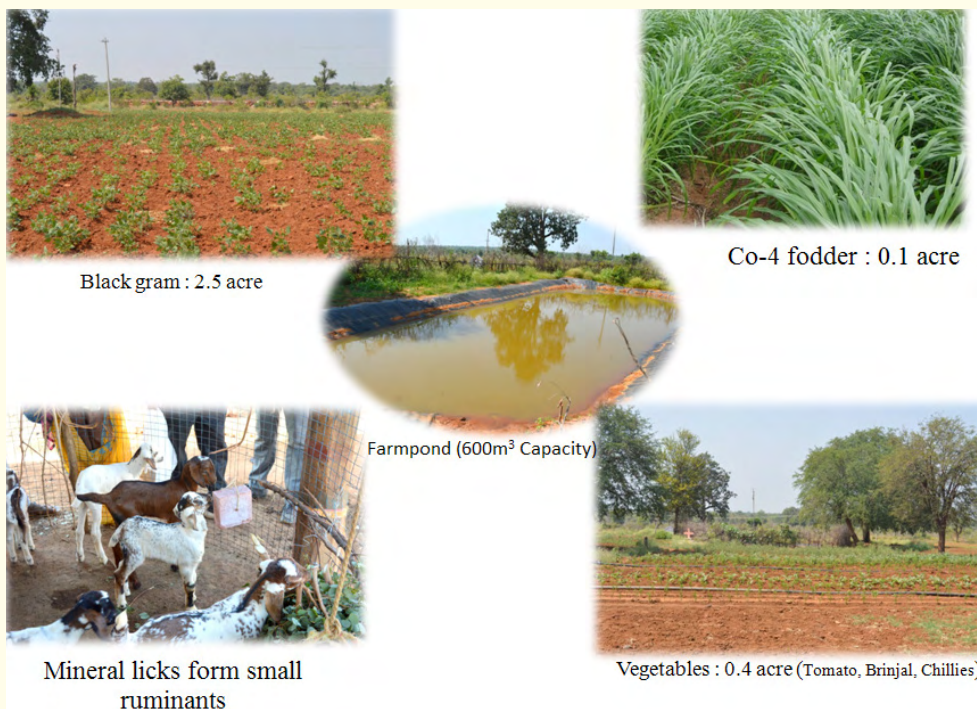 Black gram : 2.5 acre
Co-4 fodder : 0.1 acre
Farmpond (600m³ Capacity)
Mineral licks form small
ruminants
Vegetables : 0.4 acre (Tomato, Brinjal, Chillies)